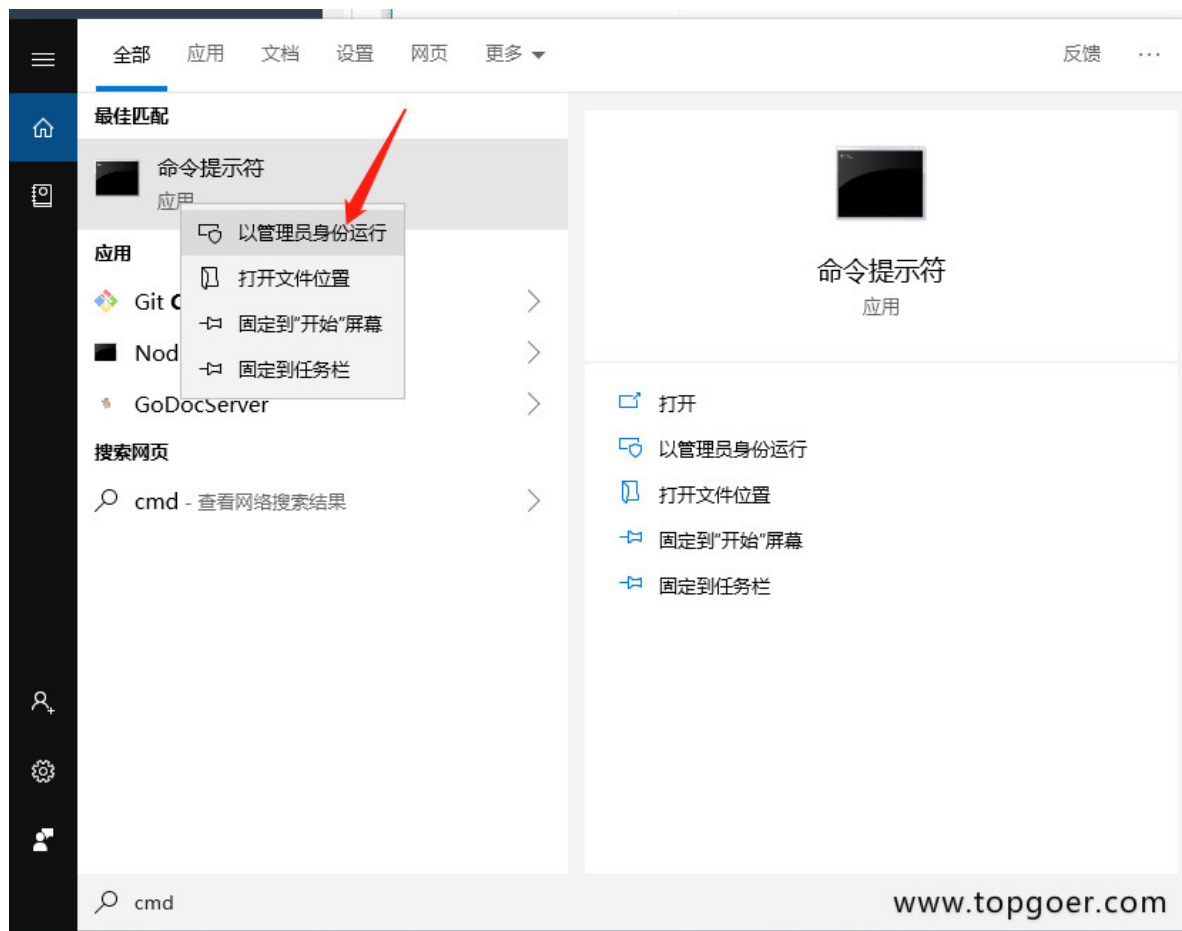 全部 应用 文档 设置 网页 更多 反馈 ...
最佳匹配
命令提示符
应用
以管理员身份运行
打开文件位置
固定到"开始"屏幕
固定到任务栏
应用
Git
Nod
GoDocServer
搜索网页
cmd - 查看网络搜索结果
命令提示符
应用
打开
以管理员身份运行
打开文件位置
固定到"开始"屏幕
固定到任务栏
cmd
www.topgoer.com